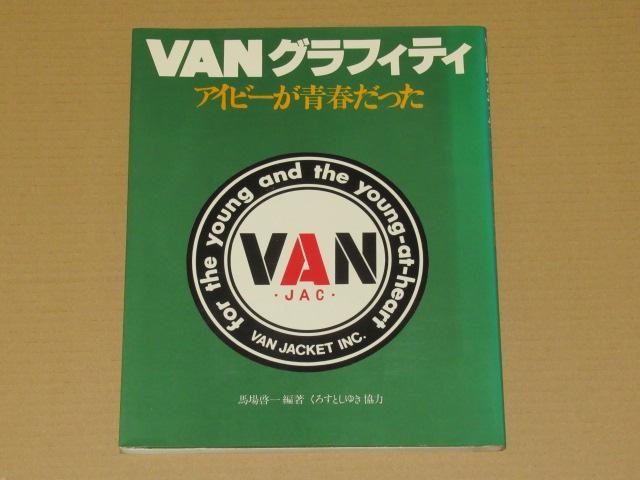 VANグラフィティ
アイビーが青春だった
for the young and the young-at-heart
VAN
・JAC・
VAN JACKET INC.
馬場啓一 編著 くろすとしゆき 協力